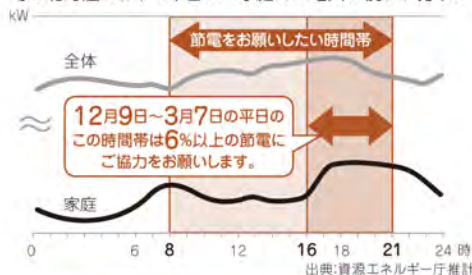 kW
節電をお願いしたい時間帯
全体
12月9日～3月7日の平日の
この時間帯は6%以上の節電に
ご協力をお願いします。
家庭
0 6 8 12 16 18 21 24 時
出典:資源エネルギー庁推計